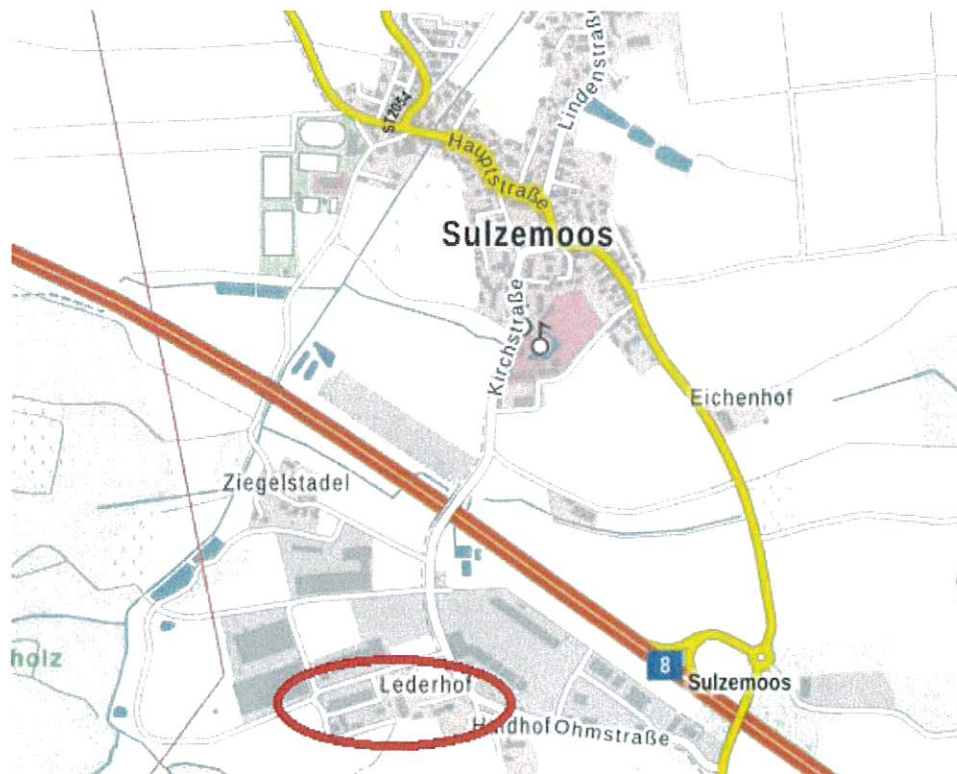 St2054
Lindenstraße
Hauptstraße
Sulzemoos
Kirchstraße
Eichenhof
Ziegelstadel
holz
8
Lederhof
Sulzemoos
Ohmstraße